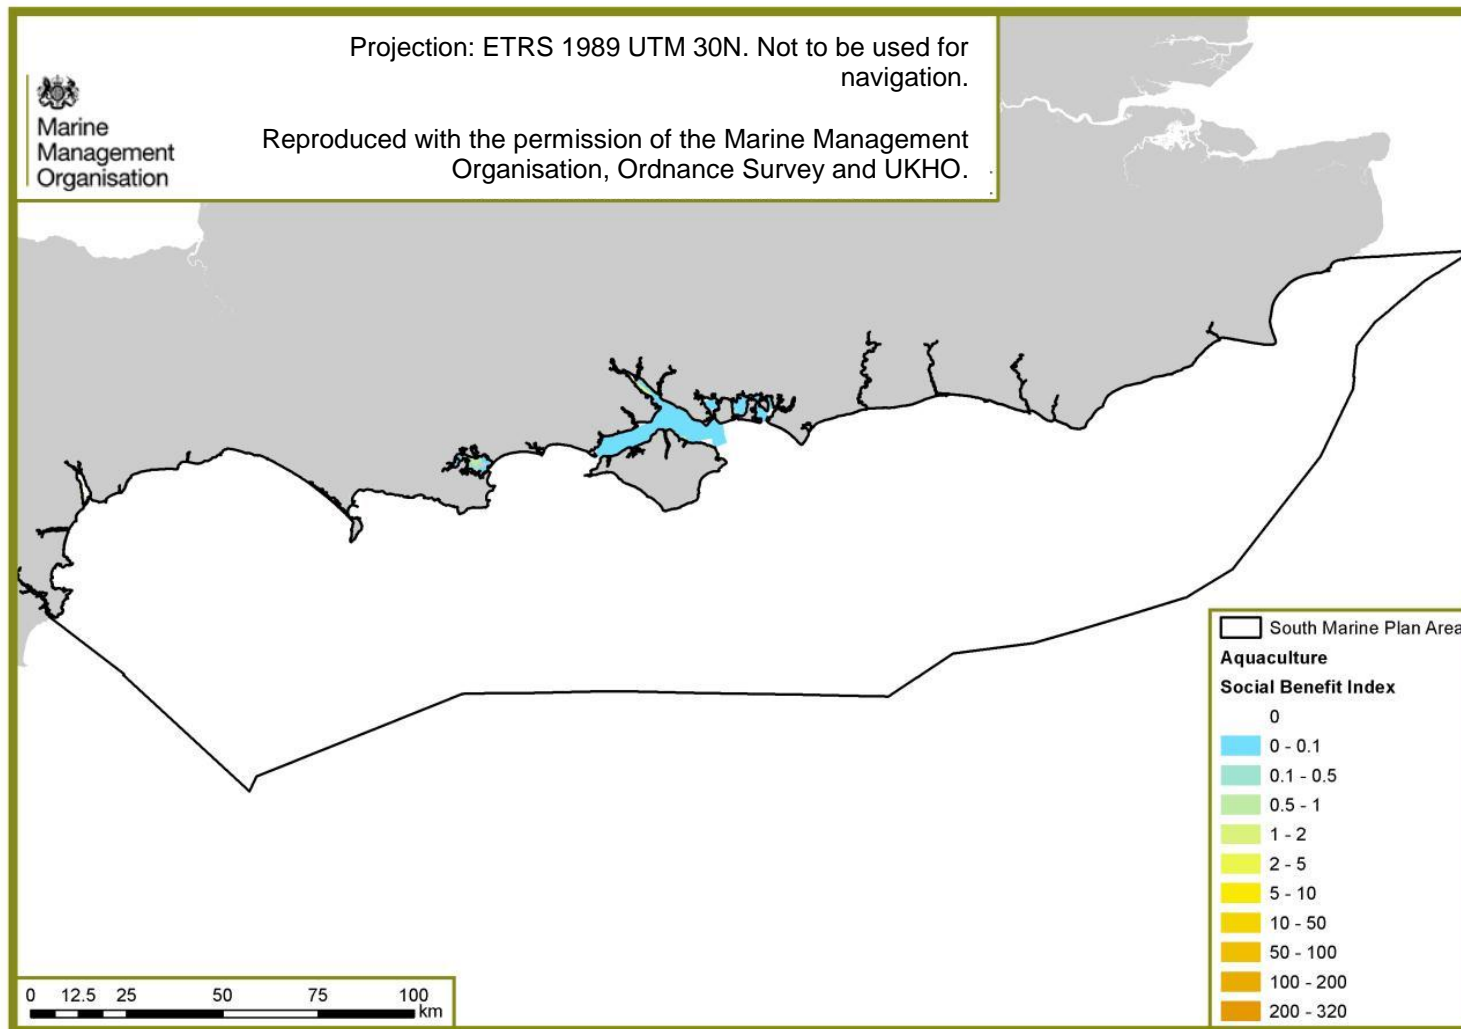 Projection: ETRS 1989 UTM 30N. Not to be used for
navigation.
Reproduced with the permission of the Marine Management
Organisation, Ordnance Survey and UKHO.
Marine
Management
Organisation
South Marine Plan Area
Aquaculture
Social Benefit Index
0
0 - 0.1
0.1 - 0.5
0.5 - 1
1 - 2
2 - 5
5 - 10
10 - 50
50 - 100
100 - 200
200 - 320
0 12.5 25 50 75 100
km